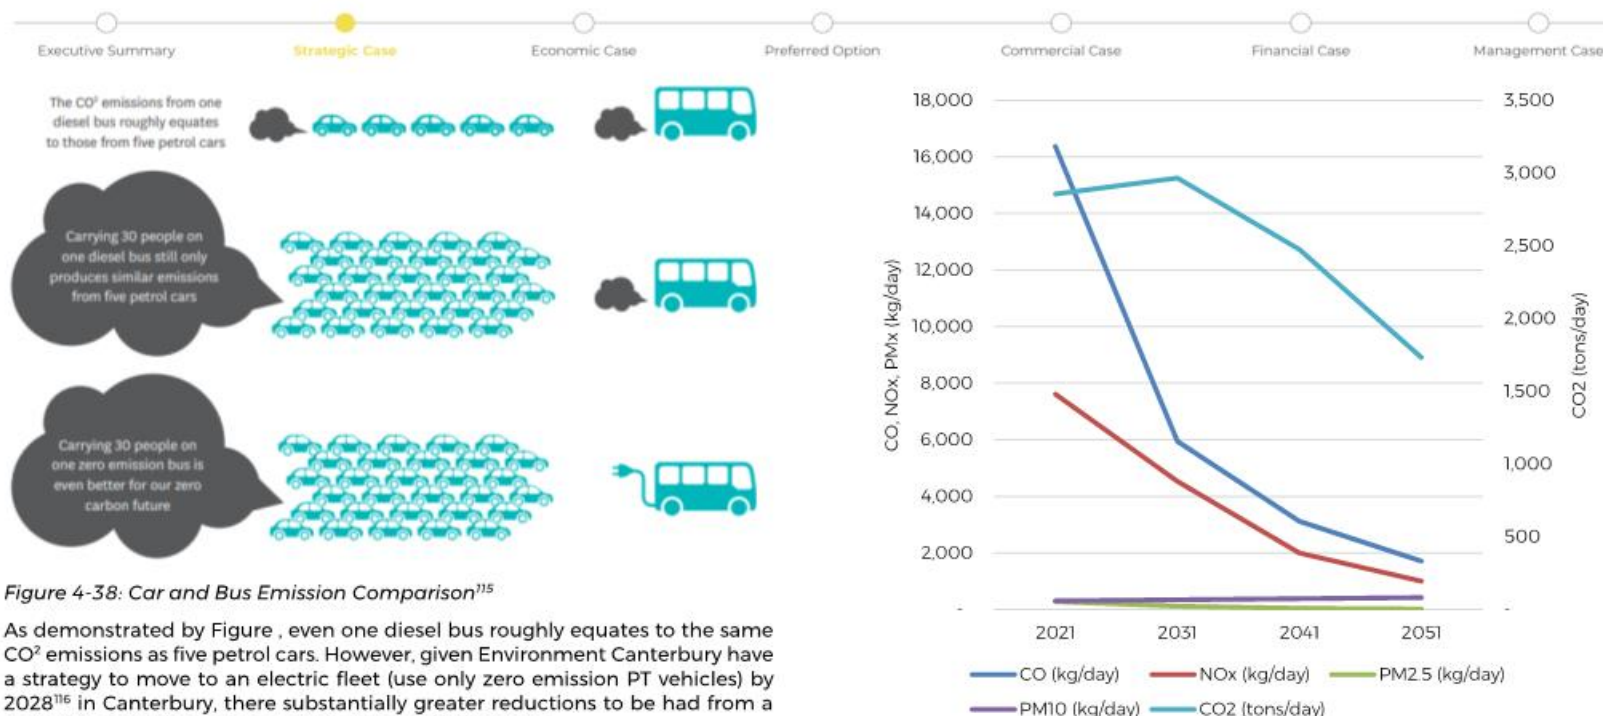 Executive Summary
Strategic Case
Economic Case
Preferred Option
Commercial Case
Financial Case
Management Case
The CO² emissions from one
diesel bus roughly equates
to those from five petrol cars
Carrying 30 people on
one diesel bus still only
produces similar emissions
from five petrol cars
Carrying 30 people on
one zero emission bus is
even better for our zero
carbon future
Figure 4-38: Car and Bus Emission Comparison¹¹⁵
As demonstrated by Figure , even one diesel bus roughly equates to the same
CO² emissions as five petrol cars. However, given Environment Canterbury have
a strategy to move to an electric fleet (use only zero emission PT vehicles) by
2028¹¹⁶ in Canterbury, there substantially greater reductions to be had from a
CO, NOx, PMx (kg/day)
18,000
16,000
14,000
12,000
10,000
8,000
6,000
4,000
2,000
-
3,500
3,000
2,500
2,000
1,500
1,000
500
-
CO2 (tons/day)
2021
2031
2041
2051
CO (kg/day)
NOx (kg/day)
PM2.5 (kg/day)
PM10 (kg/day)
CO2 (tons/day)